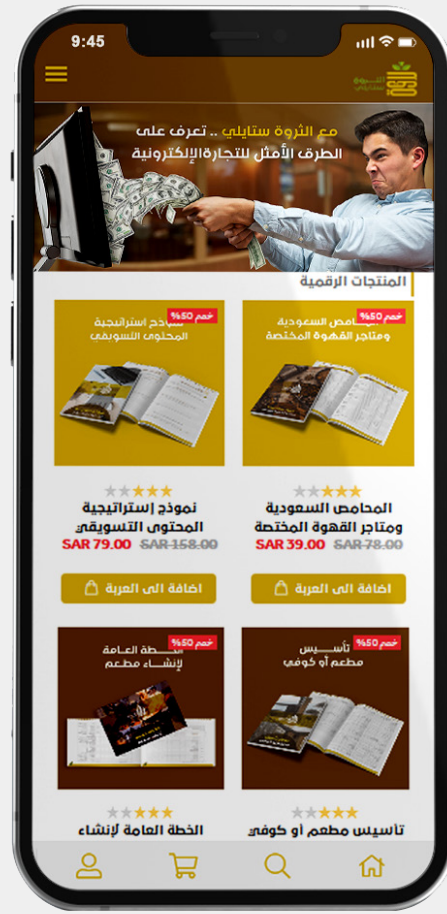 9:45
الثروة
ستايلي
مع الثروة ستايلي .. تعرف على
الطرق الأمثل للتجارةالإلكترونية
المنتجات الرقمية
خصم 50%
المحامص السعودية
ومتاجر القهوة المختصة
خصم 50%
نموذج استراتيجية
المحتوى التسويقي
المحامص السعودية
ومتاجر القهوة المختصة
SAR 39.00 SAR 78.00
اضافة الى العربة
نموذج إستراتيجية
المحتوى التسويقي
SAR 79.00 SAR 158.00
اضافة الى العربة
خصم 50%
تأسيس
مطعم أو كوفي
خصم 50%
الخطة العامة
لإنشاء مطعم
تأسيس مطعم أو كوفي
الخطة العامة لإنشاء